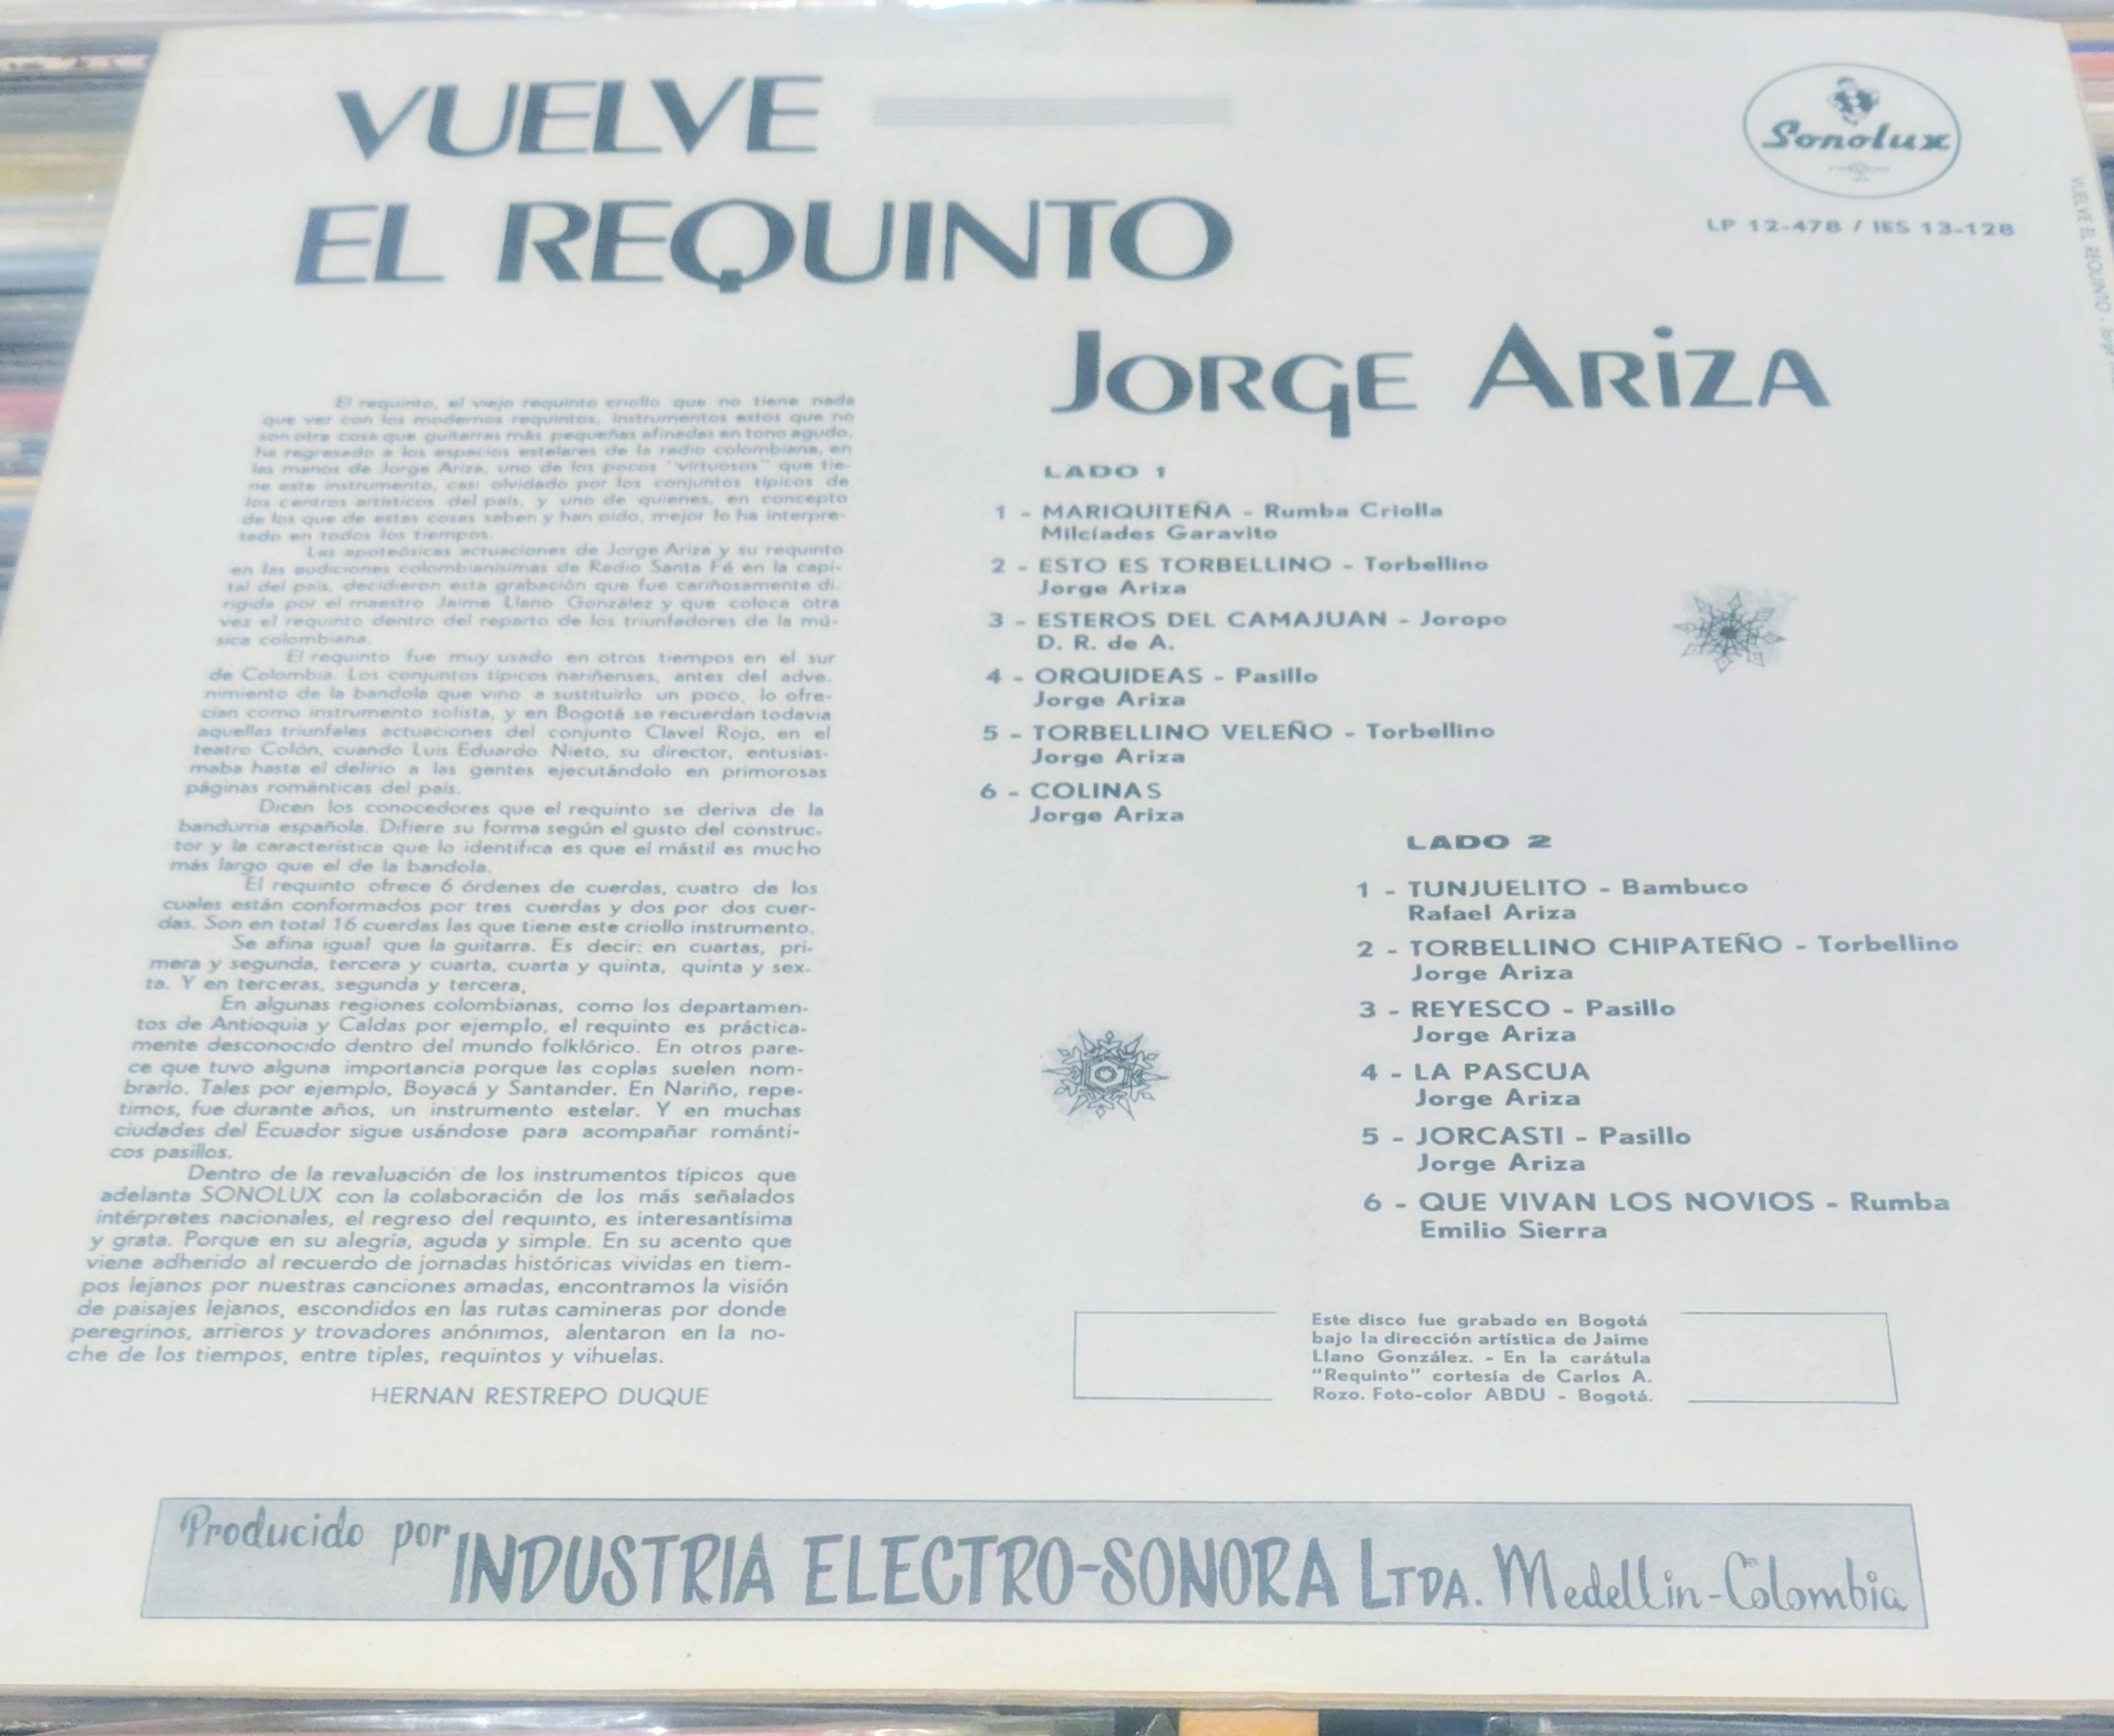 VUELVE
EL REQUINTO
JORGE ARIZA
Sonolux
LP 12-478 / IES 13-128
VUELVE EL REQUINTO - Jorge
El requinto, el viejo requinto criollo que no tiene nada
que ver con los modernos requintos, instrumentos estos que no
son otra cosa que guitarras más pequeñas afinadas en tono agudo,
ha regresado a los espacios estelares de la radio colombiana, en
las manos de Jorge Ariza, uno de los pocos "virtuosos" que tie-
ne este instrumento, casi olvidado por los conjuntos típicos de
los centros artísticos del país, y uno de quienes, en concepto
de los que de estas cosas saben y han oido, mejor lo ha interpre-
tado en todos los tiempos.
Las apoteósicas actuaciones de Jorge Ariza y su requinto
en las audiciones colombianísimas de Radio Santa Fé en la capi-
tal del país, decidieron esta grabación que fue cariñosamente di-
rigida por el maestro Jaime Llano González y que coloca otra
vez el requinto dentro del reparto de los triunfadores de la mú-
sica colombiana.
El requinto fue muy usado en otros tiempos en el sur
de Colombia. Los conjuntos típicos nariñenses, antes del adve-
nimiento de la bandola que vino a sustituirlo un poco, lo ofre-
cían como instrumento solista, y en Bogotá se recuerdan todavía
aquellas triunfales actuaciones del conjunto Clavel Rojo, en el
teatro Colón, cuando Luis Eduardo Nieto, su director, entusias-
maba hasta el delirio a las gentes ejecutándolo en primorosas
páginas románticas del país.
Dicen los conocedores que el requinto se deriva de la
bandurria española. Difiere su forma según el gusto del construc-
tor y la característica que lo identifica es que el mástil es mucho
más largo que el de la bandola.
El requinto ofrece 6 órdenes de cuerdas, cuatro de los
cuales están conformados por tres cuerdas y dos por dos cuer-
das. Son en total 16 cuerdas las que tiene este criollo instrumento.
Se afina igual que la guitarra. Es decir: en cuartas, pri-
mera y segunda, tercera y cuarta, cuarta y quinta, quinta y sex-
ta. Y en terceras, segunda y tercera,
En algunas regiones colombianas, como los departamen-
tos de Antioquia y Caldas por ejemplo, el requinto es práctica-
mente desconocido dentro del mundo folklórico. En otros pare-
ce que tuvo alguna importancia porque las coplas suelen nom-
brarlo. Tales por ejemplo, Boyacá y Santander. En Nariño, repe-
timos, fue durante años, un instrumento estelar. Y en muchas
ciudades del Ecuador sigue usándose para acompañar románti-
cos pasillos.
Dentro de la revaluación de los instrumentos típicos que
adelanta SONOLUX con la colaboración de los más señalados
intérpretes nacionales, el regreso del requinto, es interesantísima
y grata. Porque en su alegría, aguda y simple. En su acento que
viene adherido al recuerdo de jornadas históricas vividas en tiem-
pos lejanos por nuestras canciones amadas, encontramos la visión
de paisajes lejanos, escondidos en las rutas camineras por donde
peregrinos, arrieros y trovadores anónimos, alentaron en la no-
che de los tiempos, entre tiples, requintos y vihuelas.
HERNAN RESTREPO DUQUE
LADO 1
1 - MARIQUITEÑA - Rumba Criolla
Milcíades Garavito
2 - ESTO ES TORBELLINO - Torbellino
Jorge Ariza
3 - ESTEROS DEL CAMAJUAN - Joropo
D. R. de A.
4 - ORQUIDEAS - Pasillo
Jorge Ariza
5 - TORBELLINO VELEÑO - Torbellino
Jorge Ariza
6 - COLINAS
Jorge Ariza
LADO 2
1 - TUNJUELITO - Bambuco
Rafael Ariza
2 - TORBELLINO CHIPATEÑO - Torbellino
Jorge Ariza
3 - REYESCO - Pasillo
Jorge Ariza
4 - LA PASCUA
Jorge Ariza
5 - JORCASTI - Pasillo
Jorge Ariza
6 - QUE VIVAN LOS NOVIOS - Rumba
Emilio Sierra
Este disco fue grabado en Bogotá
bajo la dirección artística de Jaime
Llano González. - En la carátula
"Requinto" cortesía de Carlos A.
Rozo. Foto-color ABDU - Bogotá.
Producido por INDUSTRIA ELECTRO-SONORA LTDA. Medellin-Colombia